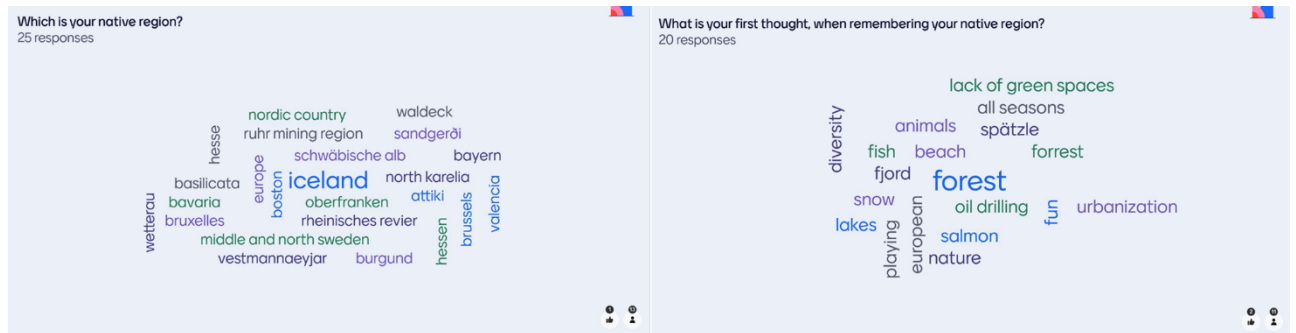 Which is your native region?
25 responses
nordic country
waldeck
hesse
ruhr mining region
sandgerði
schwäbische alb
bayern
europe
boston
iceland
north karelia
basilicata
bavaria
oberfranken
attiki
brussels
valencia
wetterau
bruxelles
rheinisches revier
middle and north sweden
hessen
vestmannaeyjar
burgund
What is your first thought, when remembering your native region?
20 responses
lack of green spaces
all seasons
diversity
animals
spätzle
fish
beach
forrest
fjord
forest
snow
european
oil drilling
fun
urbanization
lakes
playing
salmon
nature